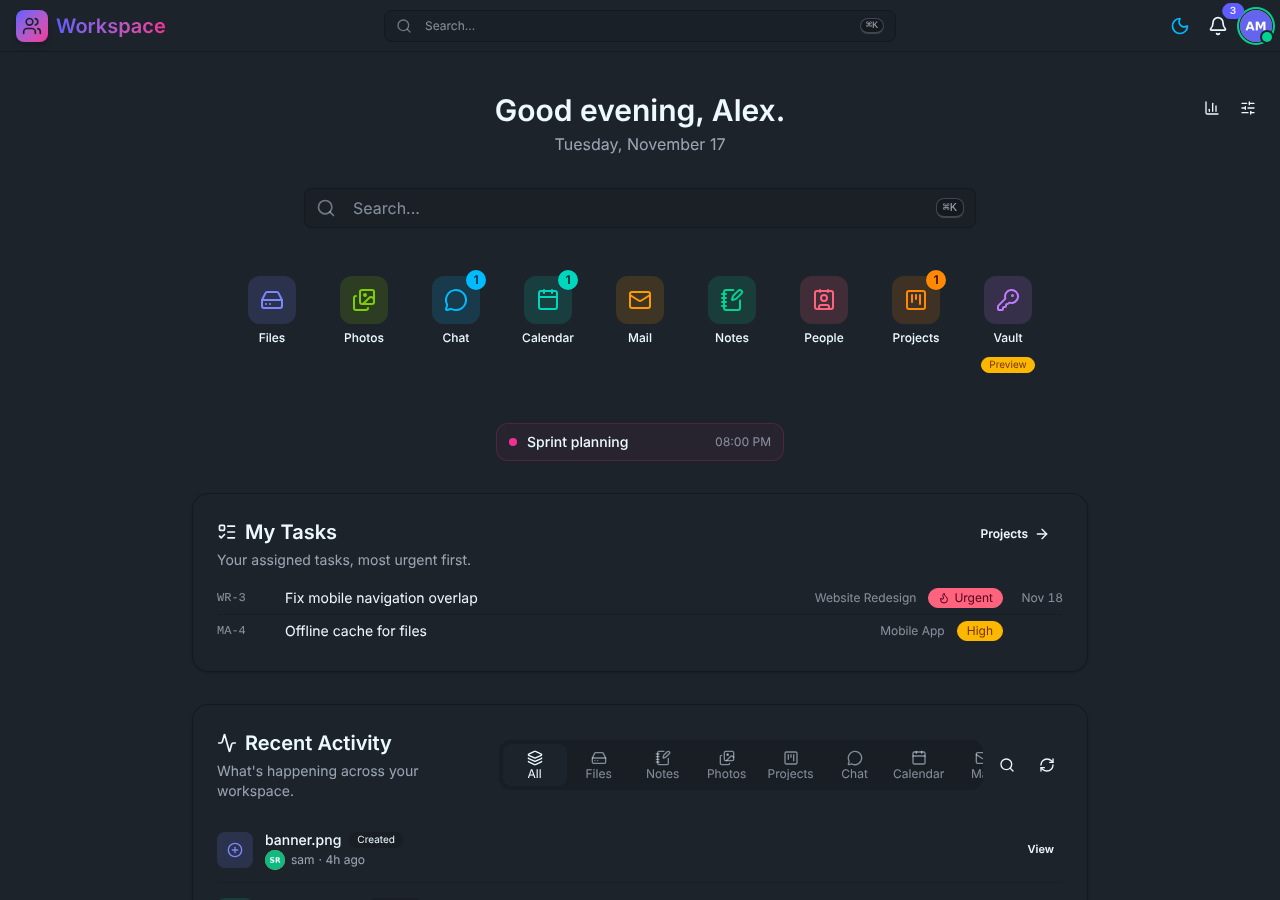 Workspace
Search...
⌘K
3
AM
Good evening, Alex.
Tuesday, November 17
Search...
⌘K
1
1
1
Files
Photos
Chat
Calendar
Mail
Notes
People
Projects
Vault
Preview
Sprint planning
08:00 PM
My Tasks
Projects
Your assigned tasks, most urgent first.
WR-3
Fix mobile navigation overlap
Website Redesign
Urgent
Nov 18
MA-4
Offline cache for files
Mobile App
High
Recent Activity
What's happening across your
workspace.
All
Files
Notes
Photos
Projects
Chat
Calendar
banner.png
Created
SR
sam · 4h ago
View